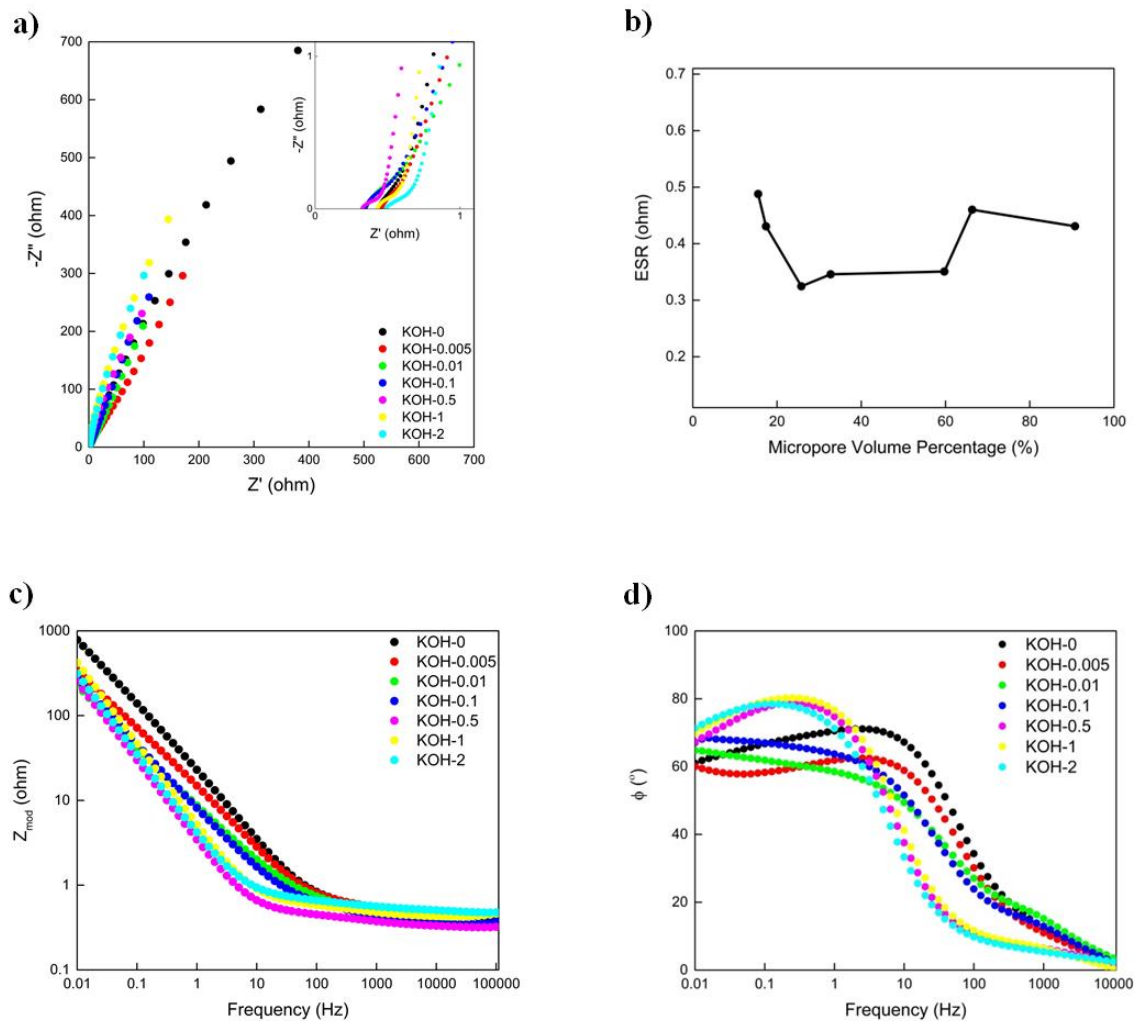 a)
700
600
500
400
300
200
100
0
-Z" (ohm)
0 100 200 300 400 500 600 700
Z' (ohm)
1
0
-Z" (ohm)
0 1
Z' (ohm)
KOH-0
KOH-0.005
KOH-0.01
KOH-0.1
KOH-0.5
KOH-1
KOH-2
b)
0.7
0.6
0.5
0.4
0.3
0.2
ESR (ohm)
0 20 40 60 80 100
Micropore Volume Percentage (%)
c)
1000
100
10
1
0.1
Zmod (ohm)
0.01 0.1 1 10 100 1000 10000 100000
Frequency (Hz)
KOH-0
KOH-0.005
KOH-0.01
KOH-0.1
KOH-0.5
KOH-1
KOH-2
d)
100
80
60
40
20
0
ϕ (°)
0.01 0.1 1 10 100 1000 10000
Frequency (Hz)
KOH-0
KOH-0.005
KOH-0.01
KOH-0.1
KOH-0.5
KOH-1
KOH-2